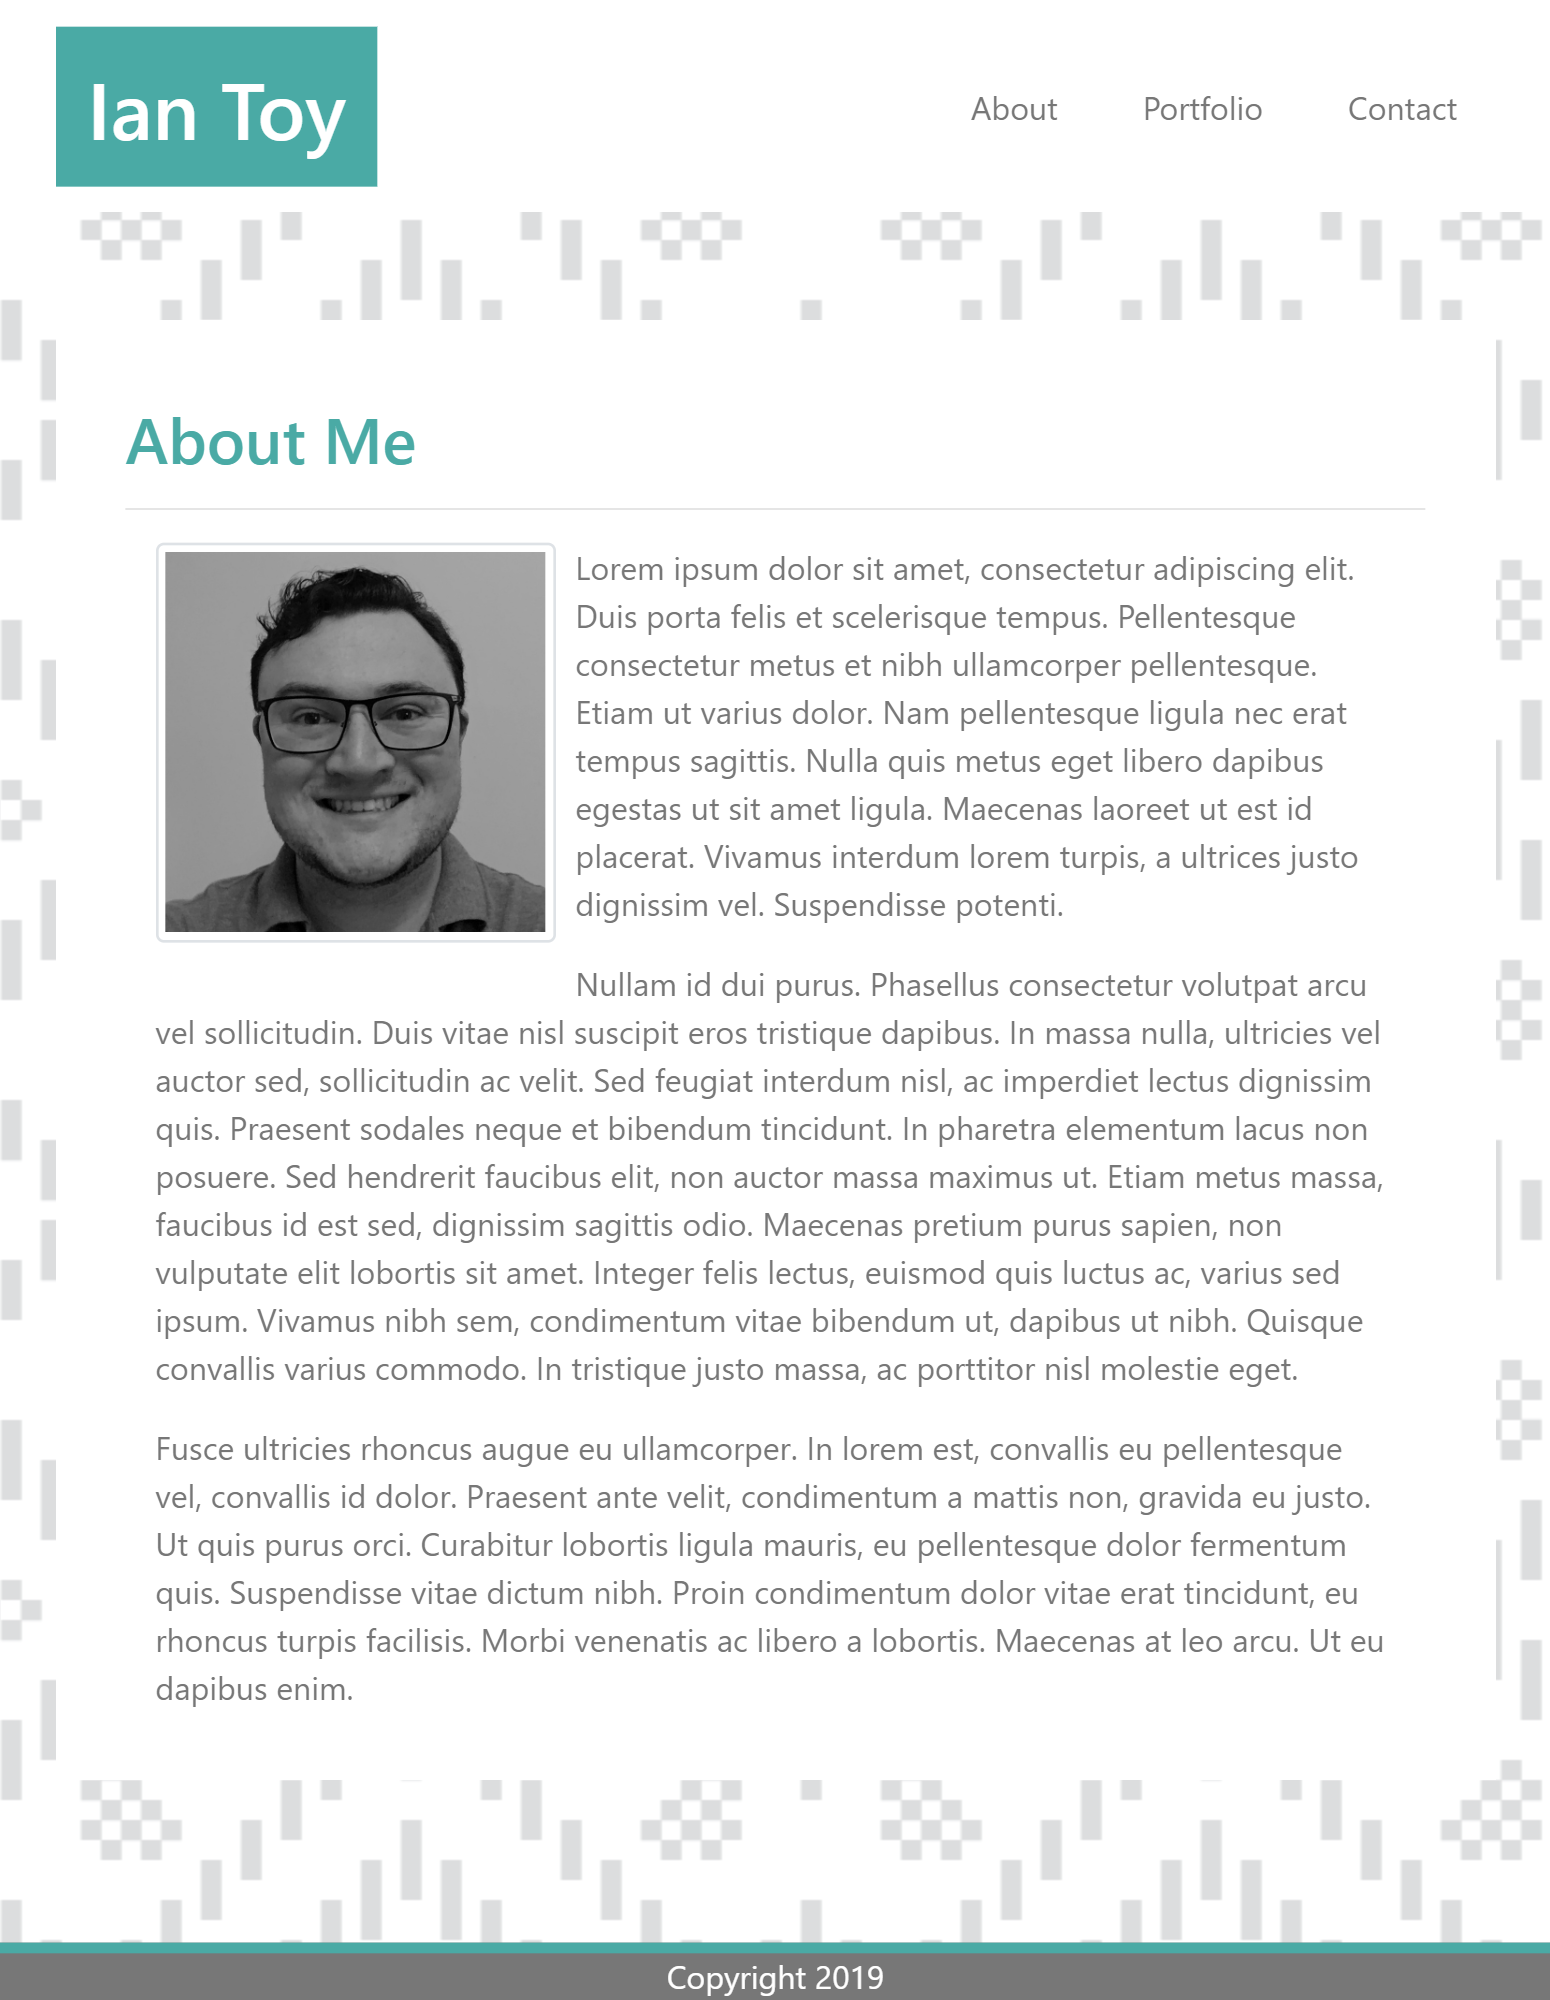 Ian Toy
About Portfolio Contact
About Me
Lorem ipsum dolor sit amet, consectetur adipiscing elit.
Duis porta felis et scelerisque tempus. Pellentesque
consectetur metus et nibh ullamcorper pellentesque.
Etiam ut varius dolor. Nam pellentesque ligula nec erat
tempus sagittis. Nulla quis metus eget libero dapibus
egestas ut sit amet ligula. Maecenas laoreet ut est id
placerat. Vivamus interdum lorem turpis, a ultrices justo
dignissim vel. Suspendisse potenti.
Nullam id dui purus. Phasellus consectetur volutpat arcu
vel sollicitudin. Duis vitae nisl suscipit eros tristique dapibus. In massa nulla, ultricies vel
auctor sed, sollicitudin ac velit. Sed feugiat interdum nisl, ac imperdiet lectus dignissim
quis. Praesent sodales neque et bibendum tincidunt. In pharetra elementum lacus non
posuere. Sed hendrerit faucibus elit, non auctor massa maximus ut. Etiam metus massa,
faucibus id est sed, dignissim sagittis odio. Maecenas pretium purus sapien, non
vulputate elit lobortis sit amet. Integer felis lectus, euismod quis luctus ac, varius sed
ipsum. Vivamus nibh sem, condimentum vitae bibendum ut, dapibus ut nibh. Quisque
convallis varius commodo. In tristique justo massa, ac porttitor nisl molestie eget.
Fusce ultricies rhoncus augue eu ullamcorper. In lorem est, convallis eu pellentesque
vel, convallis id dolor. Praesent ante velit, condimentum a mattis non, gravida eu justo.
Ut quis purus orci. Curabitur lobortis ligula mauris, eu pellentesque dolor fermentum
quis. Suspendisse vitae dictum nibh. Proin condimentum dolor vitae erat tincidunt, eu
rhoncus turpis facilisis. Morbi venenatis ac libero a lobortis. Maecenas at leo arcu. Ut eu
dapibus enim.
Copyright 2019